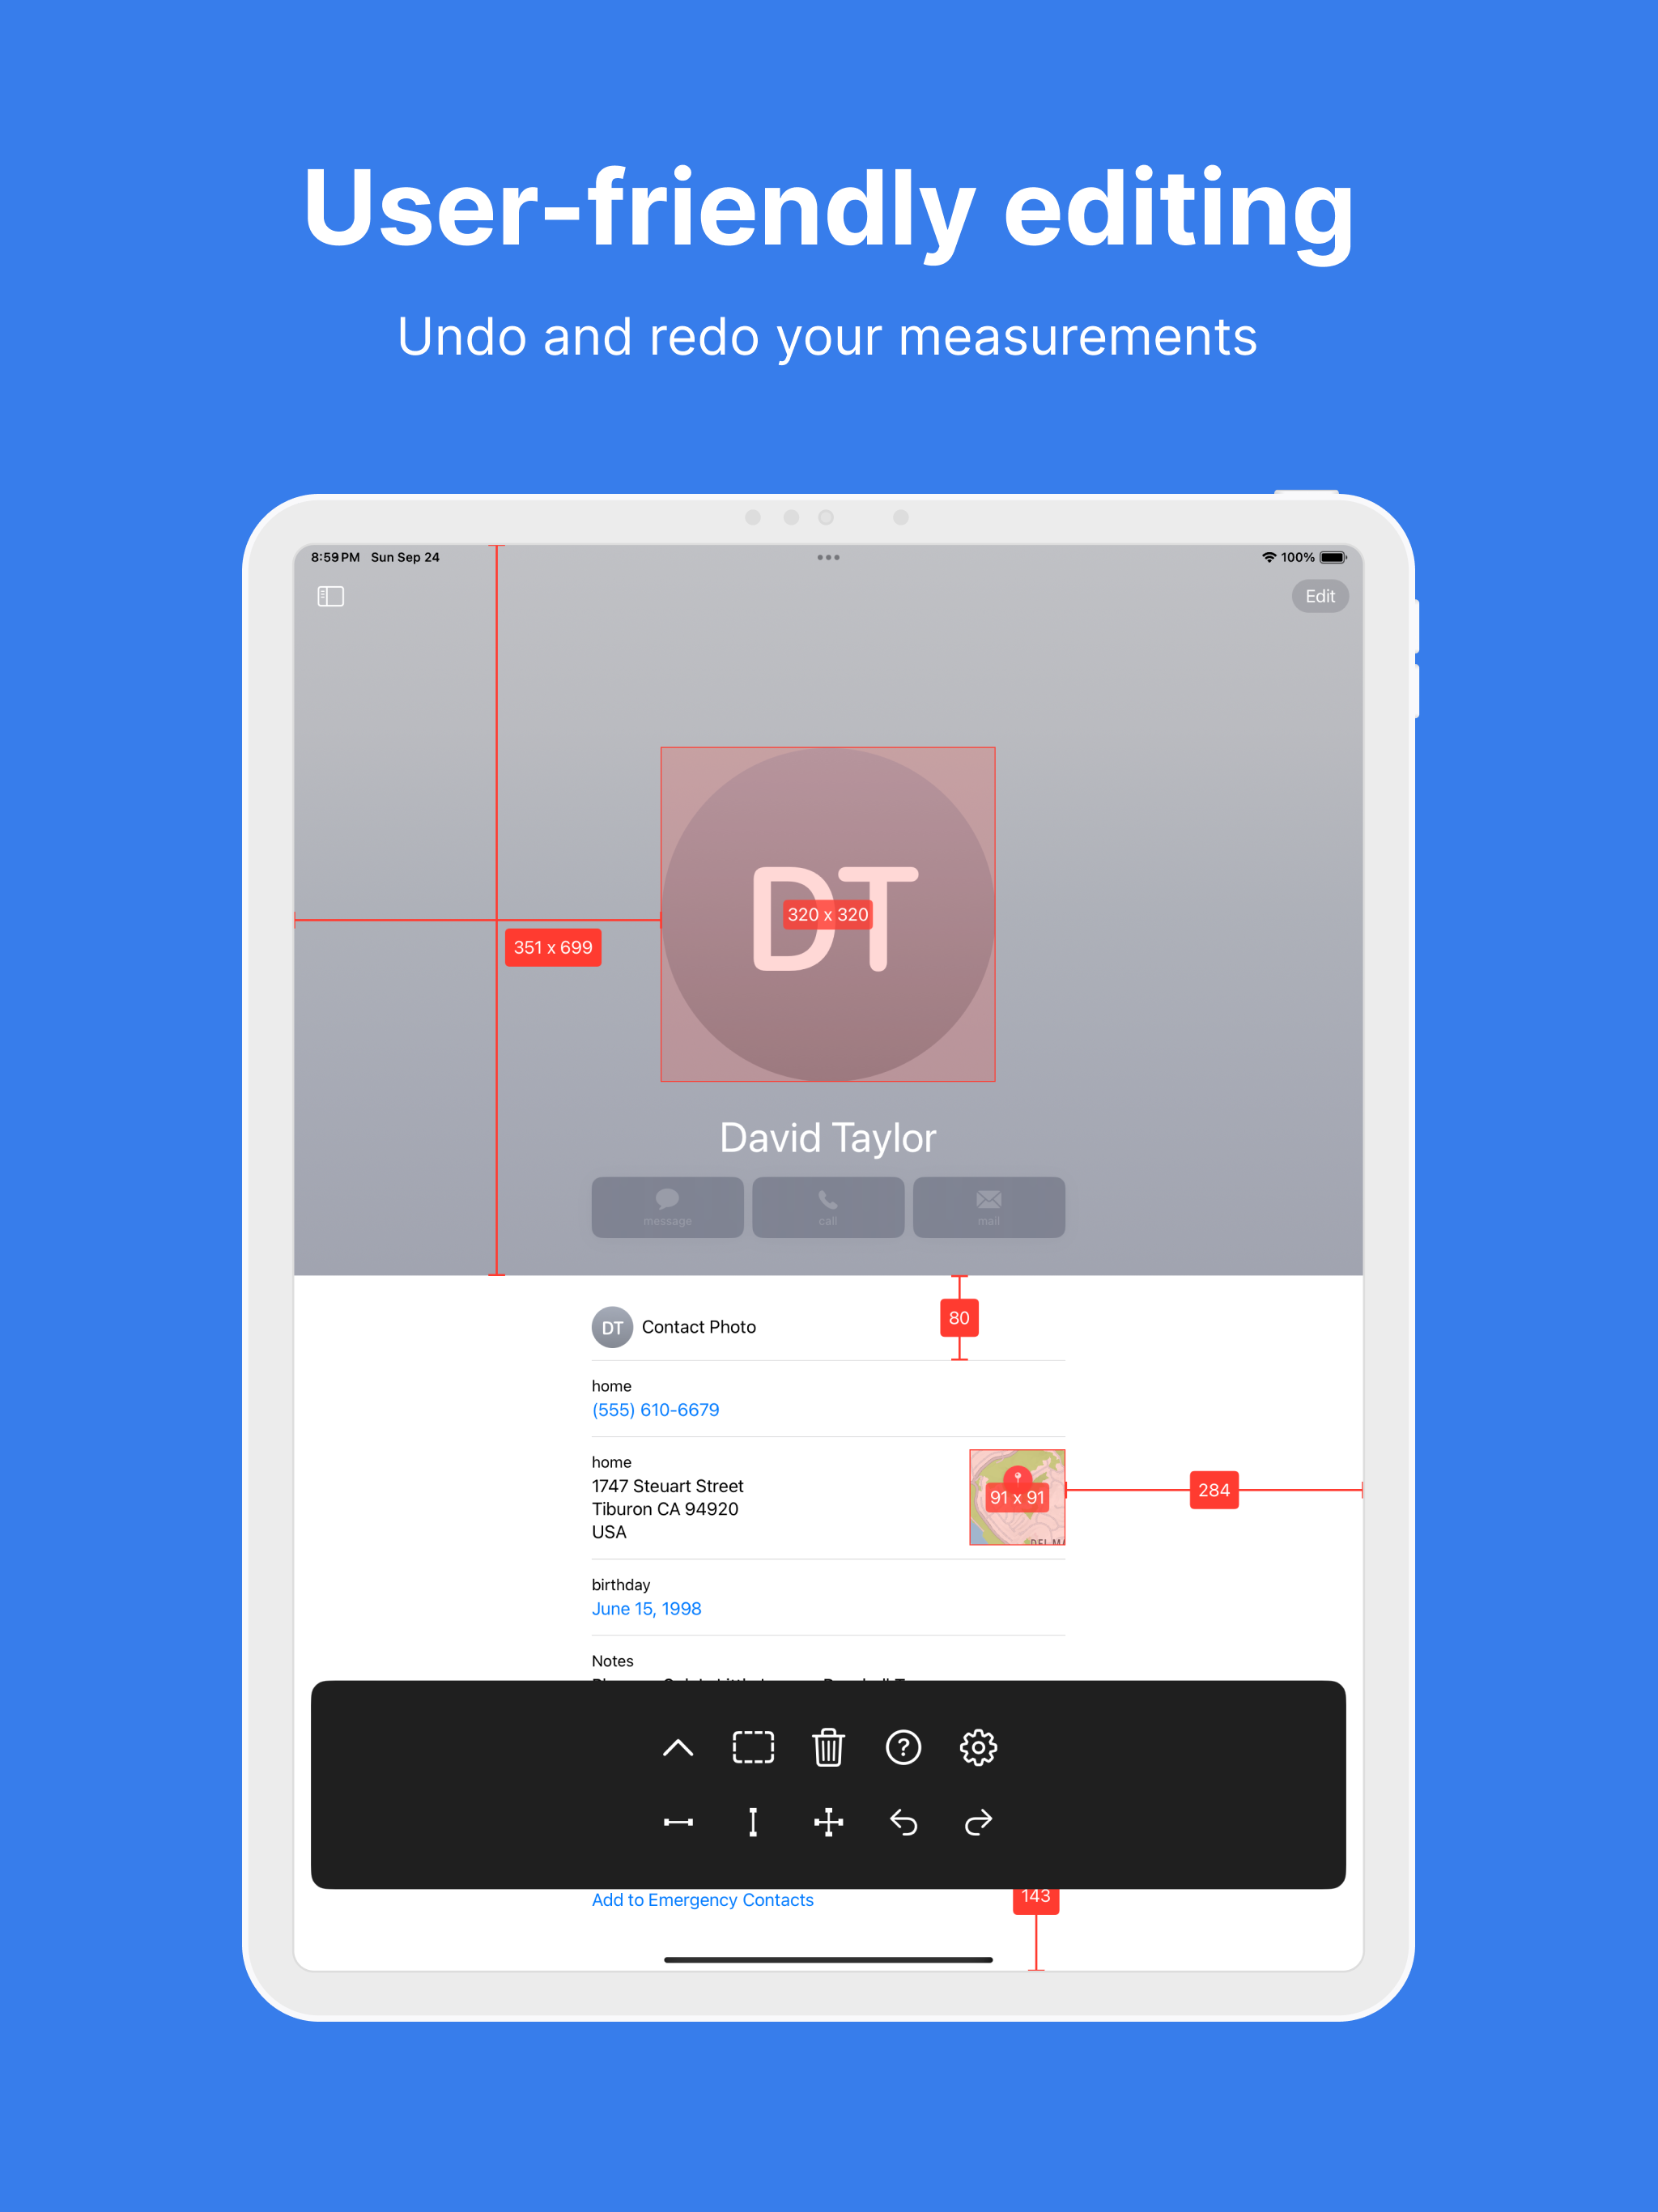 User-friendly editing
Undo and redo your measurements
8:59 PM Sun Sep 24
100%
Edit
DT
320 x 320
351 x 699
David Taylor
message call mail
80
DT Contact Photo
home
(555) 610-6679
home
1747 Steuart Street
Tiburon CA 94920
USA
91 x 91
284
birthday
June 15, 1998
Notes
143
Add to Emergency Contacts